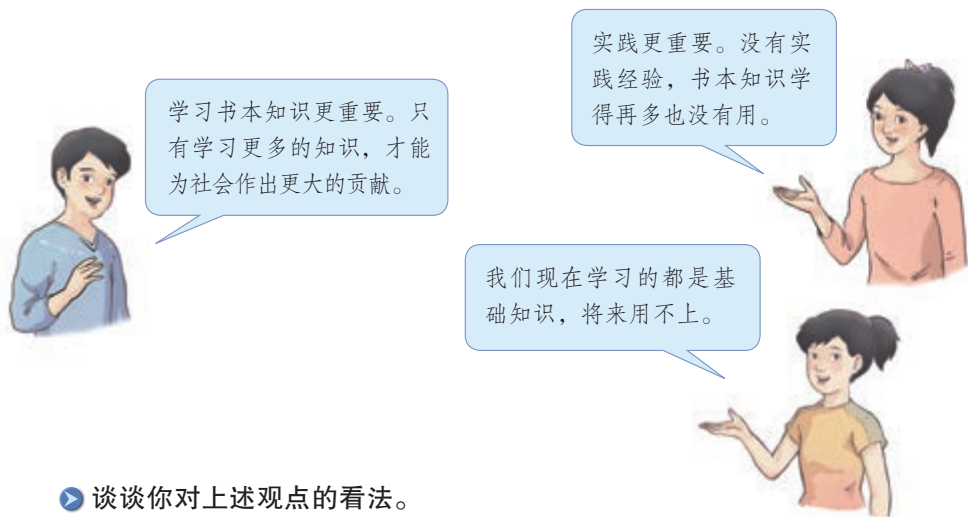 学习书本知识更重要。只
有学习更多的知识，才能
为社会作出更大的贡献。
实践更重要。没有实
践经验，书本知识学
得再多也没有用。
我们现在学习的都是基
础知识，将来用不上。
谈谈你对上述观点的看法。